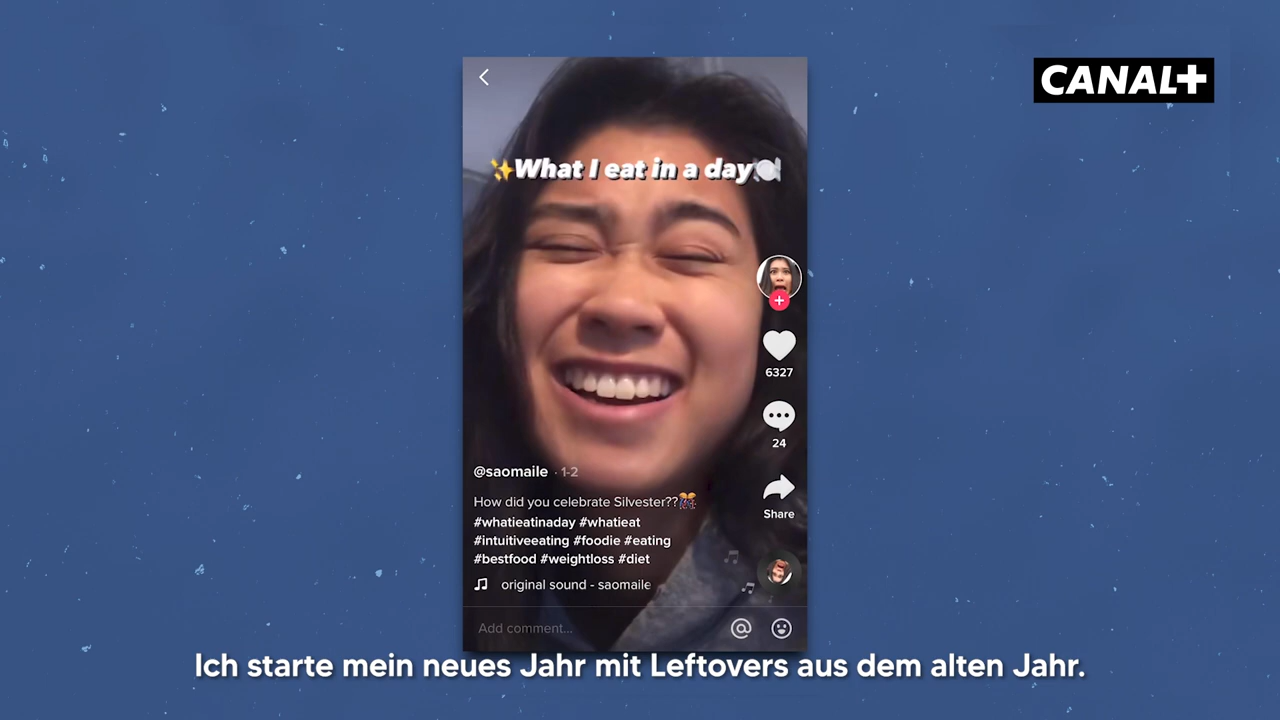 CANAL+
✨What I eat in a day🍽
6327
24
Share
@saomaile · 1-2
How did you celebrate Silvester??🎊
#whatieatinaday #whatieat
#intuitiveeating #foodie #eating
#bestfood #weightloss #diet
original sound - saomaile
Add comment...
Ich starte mein neues Jahr mit Leftovers aus dem alten Jahr.